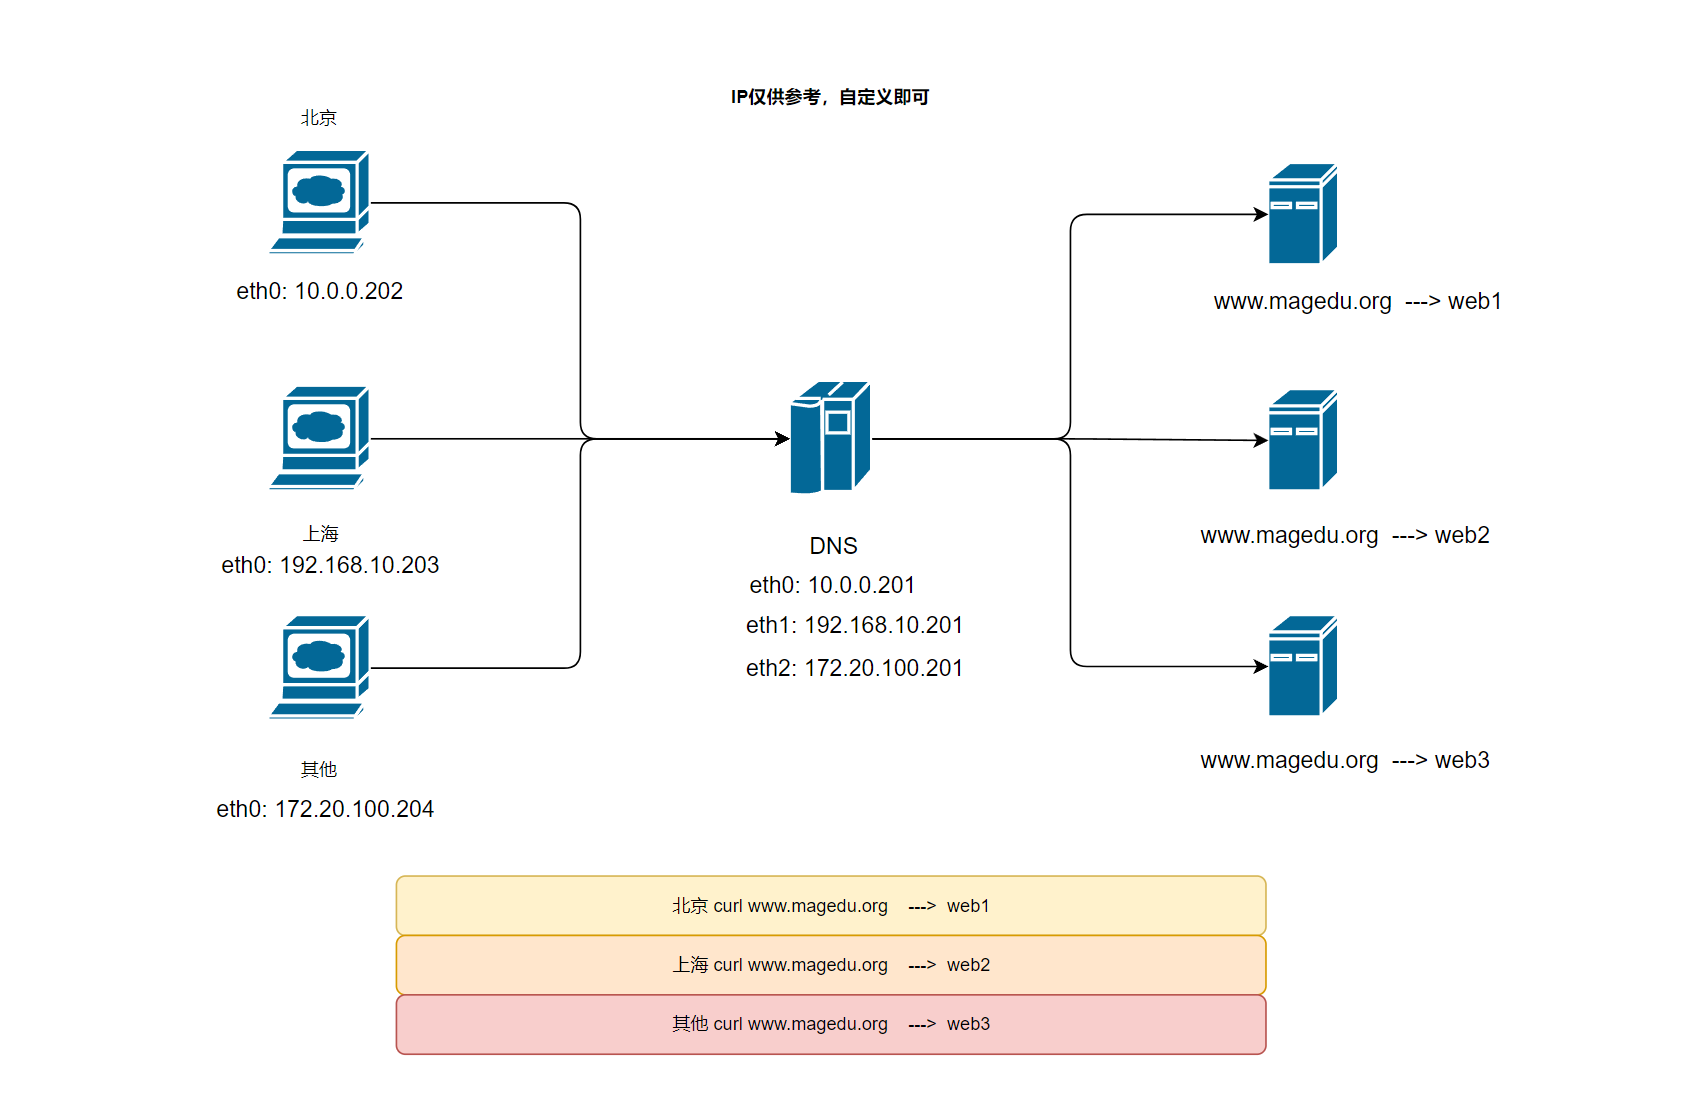 IP仅供参考，自定义即可
北京
eth0: 10.0.0.202
上海
eth0: 192.168.10.203
其他
eth0: 172.20.100.204
DNS
eth0: 10.0.0.201
eth1: 192.168.10.201
eth2: 172.20.100.201
www.magedu.org ---> web1
www.magedu.org ---> web2
www.magedu.org ---> web3
北京 curl www.magedu.org ---> web1
上海 curl www.magedu.org ---> web2
其他 curl www.magedu.org ---> web3